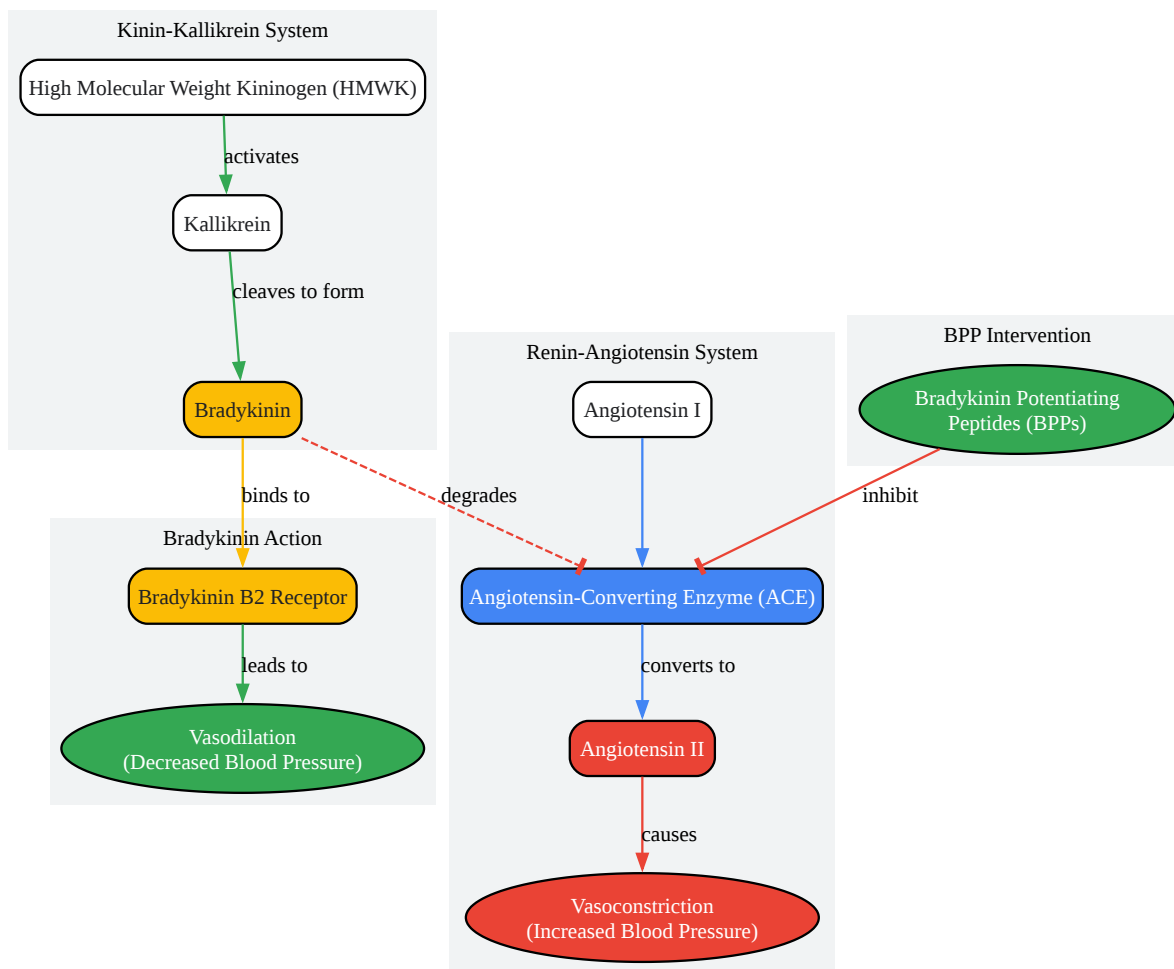 Kinin-Kallikrein System
High Molecular Weight Kininogen (HMWK)
activates
Kallikrein
cleaves to form
Bradykinin
binds to
degrades
Bradykinin Action
Bradykinin B2 Receptor
leads to
Vasodilation
(Decreased Blood Pressure)
Renin-Angiotensin System
Angiotensin I
Angiotensin-Converting Enzyme (ACE)
converts to
Angiotensin II
causes
Vasoconstriction
(Increased Blood Pressure)
BPP Intervention
Bradykinin Potentiating
Peptides (BPPs)
inhibit